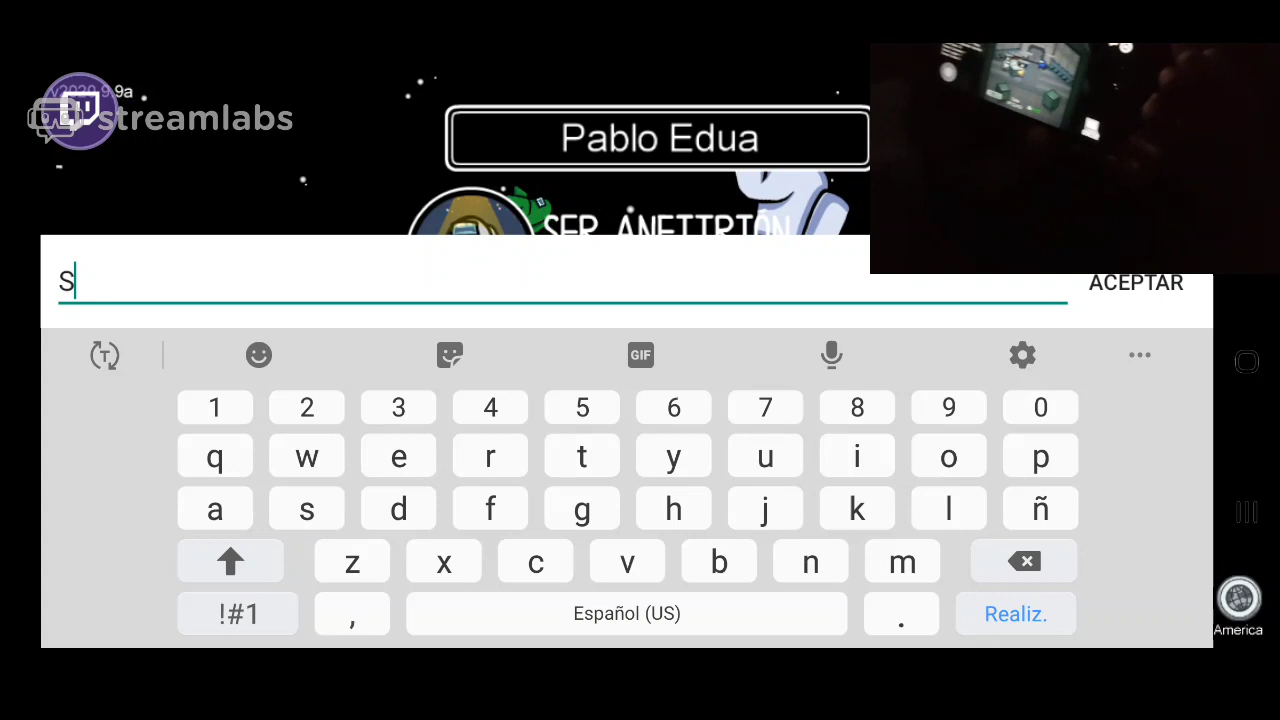 v2020.9.9a
streamlabs
Pablo Edua
SER ANFITRIÓN
S
ACEPTAR
GIF
1 2 3 4 5 6 7 8 9 0
q w e r t y u i o p
a s d f g h j k l ñ
z x c v b n m
!#1 , Español (US) . Realiz.
America